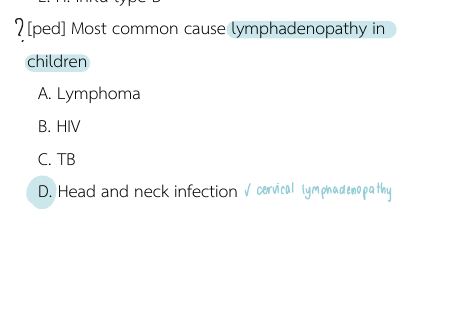 ?[ped] Most common cause lymphadenopathy in
children
A. Lymphoma
B. HIV
C. TB
D. Head and neck infection ✓ cervical lymphadenopathy